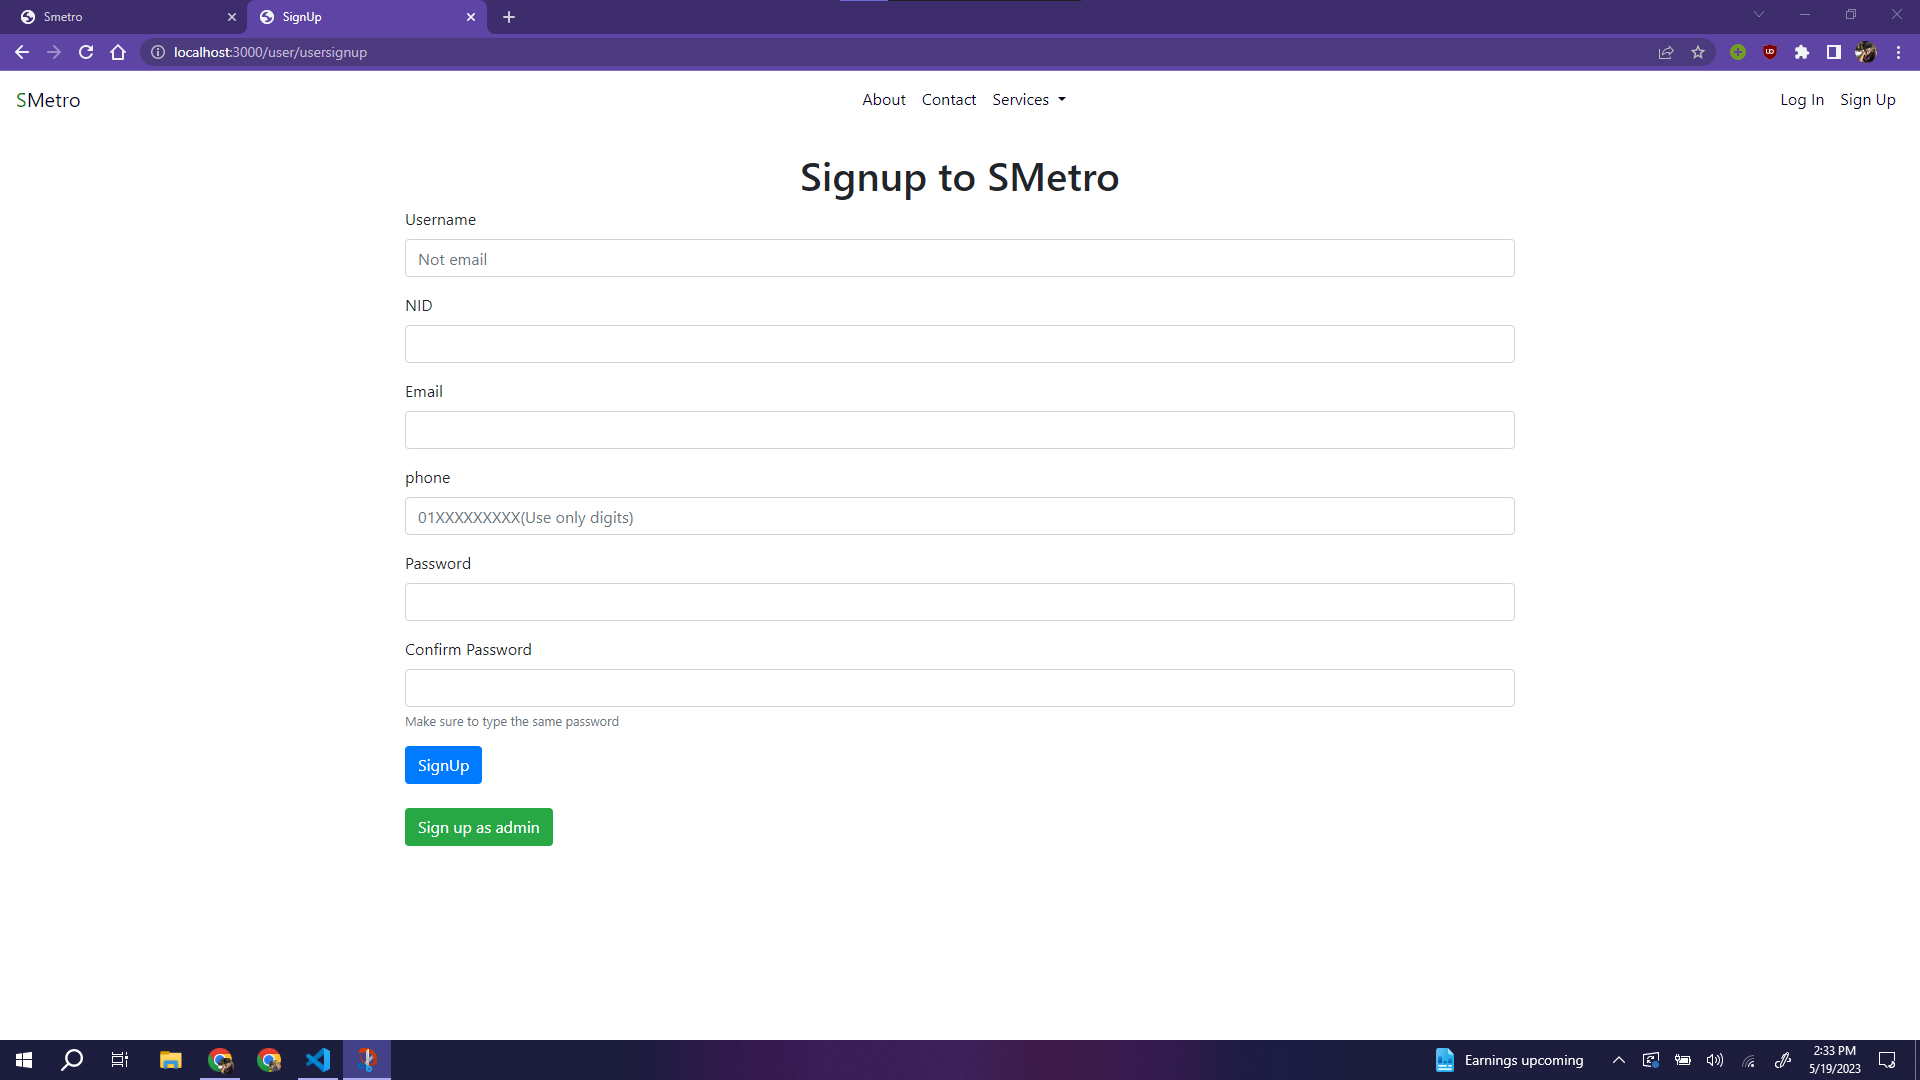 Smetro
SignUp
localhost:3000/user/usersignup
SMetro
About Contact Services
Log In Sign Up
Signup to SMetro
Username
Not email
NID
Email
phone
01XXXXXXXXX(Use only digits)
Password
Confirm Password
Make sure to type the same password
SignUp
Sign up as admin
Earnings upcoming
2:33 PM
5/19/2023